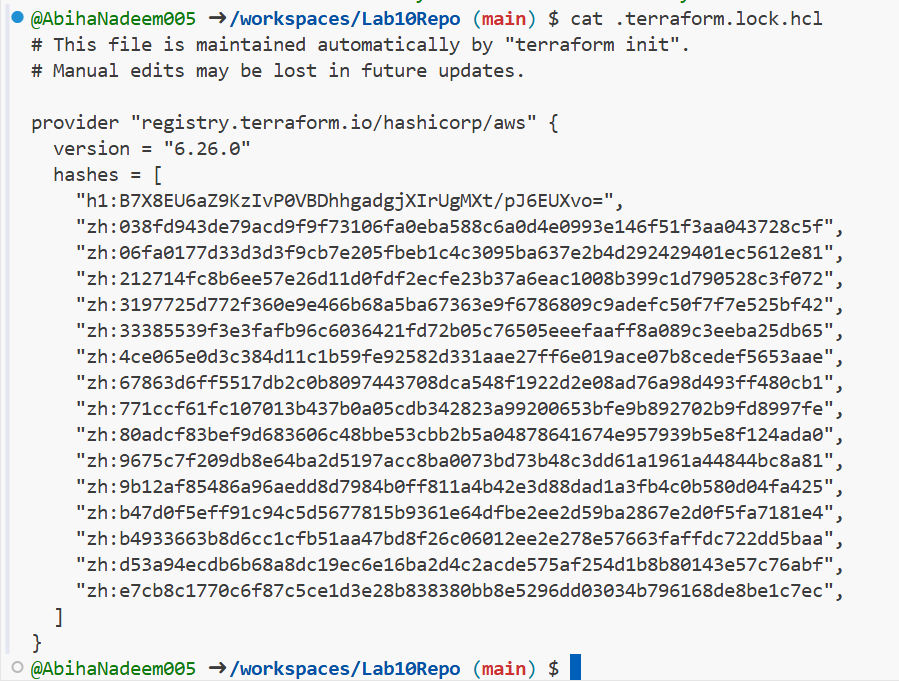 @AbihaNadeem005 ➜/workspaces/Lab10Repo (main) $ cat .terraform.lock.hcl
# This file is maintained automatically by "terraform init".
# Manual edits may be lost in future updates.

provider "registry.terraform.io/hashicorp/aws" {
  version = "6.26.0"
  hashes = [
    "h1:B7X8EU6aZ9KzIvP0VBDhhgadgjXIrUgMXt/pJ6EUXvo=",
    "zh:038fd943de79acd9f9f73106fa0eba588c6a0d4e0993e146f51f3aa043728c5f",
    "zh:06fa0177d33d3d3f9cb7e205fbeb1c4c3095ba637e2b4d292429401ec5612e81",
    "zh:212714fc8b6ee57e26d11d0fdf2ecfe23b37a6eac1008b399c1d790528c3f072",
    "zh:3197725d772f360e9e466b68a5ba67363e9f6786809c9adefc50f7f7e525bf42",
    "zh:33385539f3e3fafb96c6036421fd72b05c76505eeefaaff8a089c3eeba25db65",
    "zh:4ce065e0d3c384d11c1b59fe92582d331aae27ff6e019ace07b8cedef5653aae",
    "zh:67863d6ff5517db2c0b8097443708dca548f1922d2e08ad76a98d493ff480cb1",
    "zh:771ccf61fc107013b437b0a05cdb342823a99200653bfe9b892702b9fd8997fe",
    "zh:80adcf83bef9d683606c48bbe53cbb2b5a04878641674e957939b5e8f124ada0",
    "zh:9675c7f209db8e64ba2d5197acc8ba0073bd73b48c3dd61a1961a44844bc8a81",
    "zh:9b12af85486a96aedd8d7984b0ff811a4b42e3d88dad1a3fb4c0b580d04fa425",
    "zh:b47d0f5eff91c94c5d5677815b9361e64dfbe2ee2d59ba2867e2d0f5fa7181e4",
    "zh:b4933663b8d6cc1cfb51aa47bd8f26c06012ee2e278e57663faffdc722dd5baa",
    "zh:d53a94ecdb6b68a8dc19ec6e16ba2d4c2acde575af254d1b8b80143e57c76abf",
    "zh:e7cb8c1770c6f87c5ce1d3e28b838380bb8e5296dd03034b796168de8be1c7ec",
  ]
}
@AbihaNadeem005 ➜/workspaces/Lab10Repo (main) $